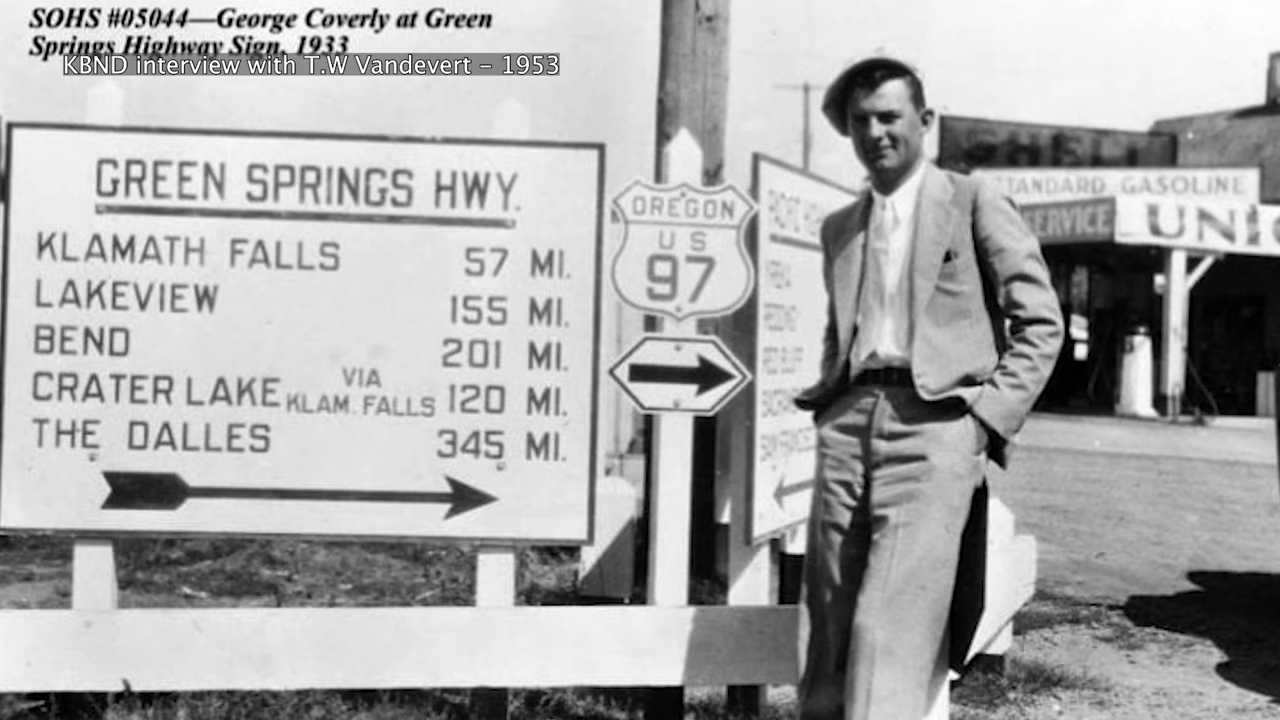 SOHS #05044—George Coverly at Green
Springs Highway Sign, 1933
KBND interview with T.W Vandevert - 1953
GREEN SPRINGS HWY.
KLAMATH FALLS 57 MI.
LAKEVIEW 155 MI.
BEND 201 MI.
CRATER LAKE VIA KLAM. FALLS 120 MI.
THE DALLES 345 MI.
OREGON
US
97
SHELL
STANDARD GASOLINE
SERVICE